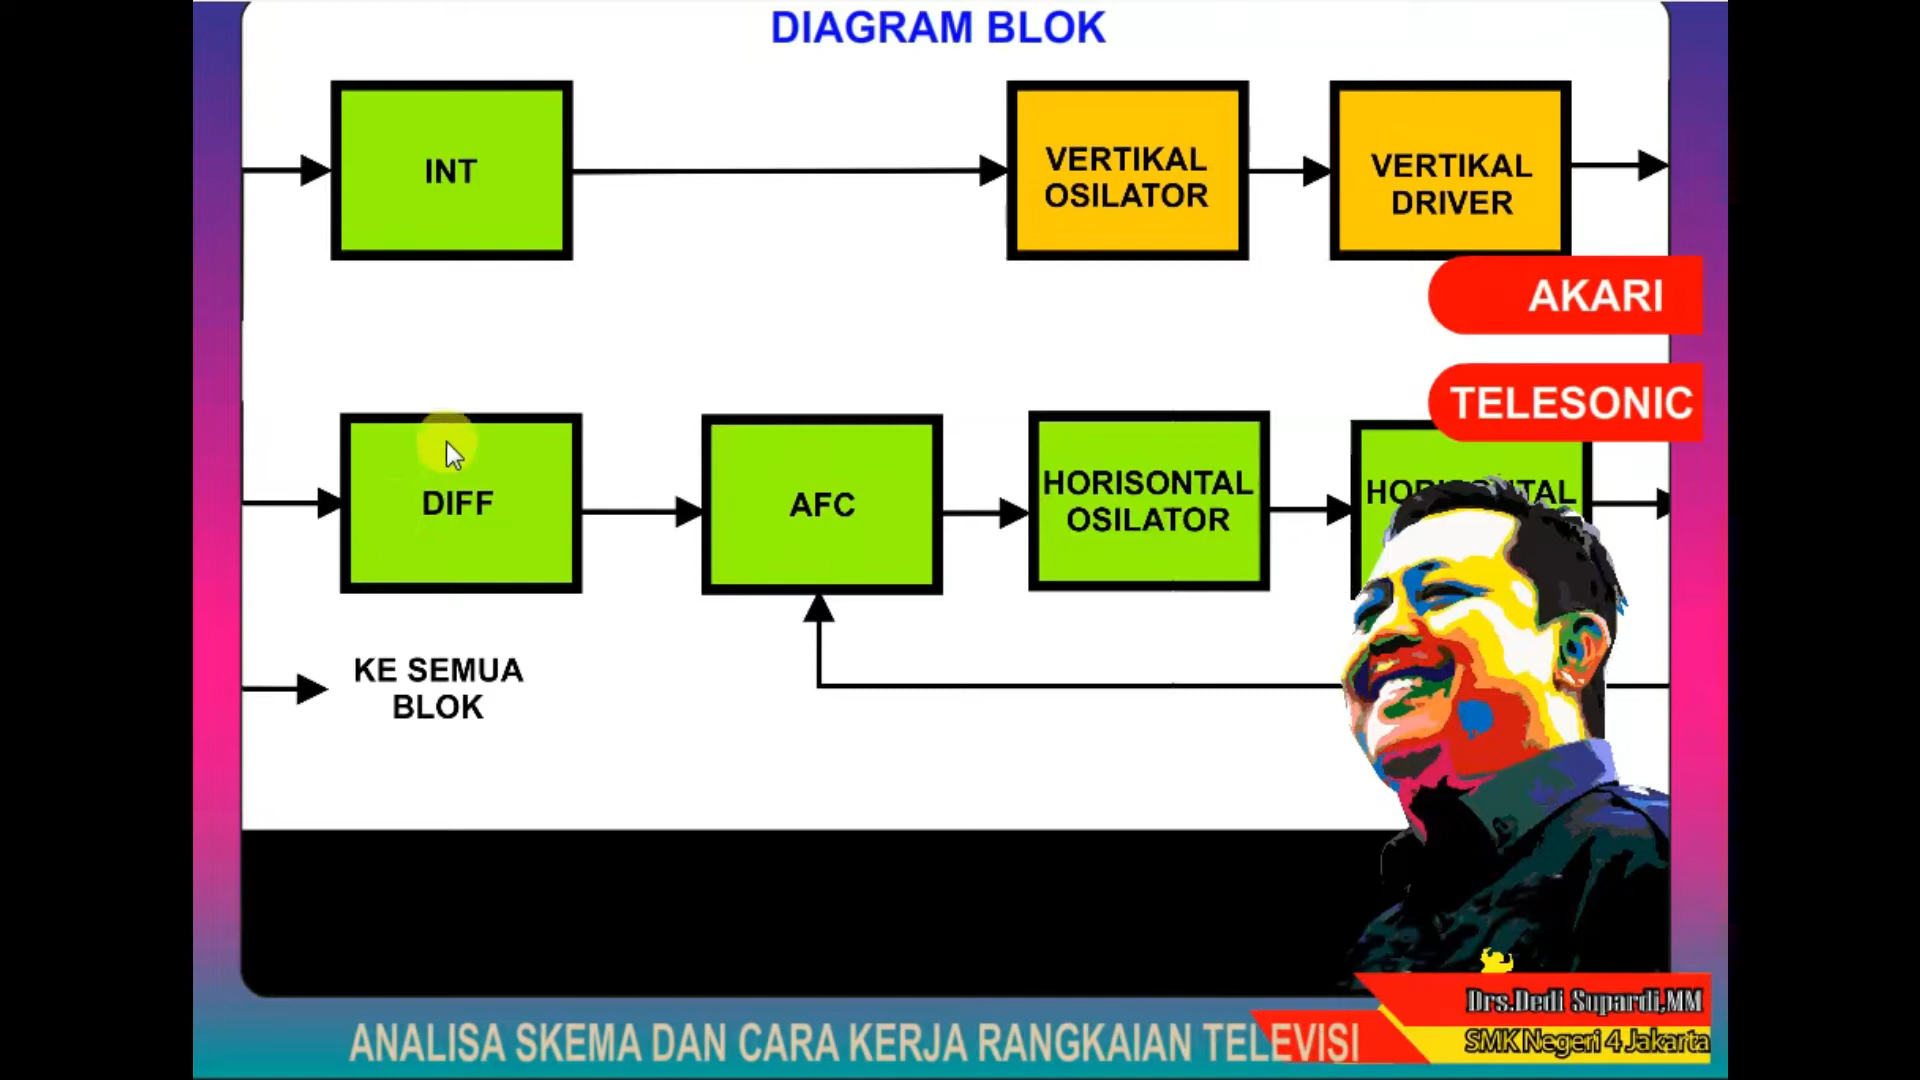 DIAGRAM BLOK
INT
VERTIKAL
OSILATOR
VERTIKAL
DRIVER
AKARI
TELESONIC
DIFF
AFC
HORISONTAL
OSILATOR
KE SEMUA
BLOK
Drs.Dedi Supardi,MM
SMK Negeri 4 Jakarta
ANALISA SKEMA DAN CARA KERJA RANGKAIAN TELEVISI